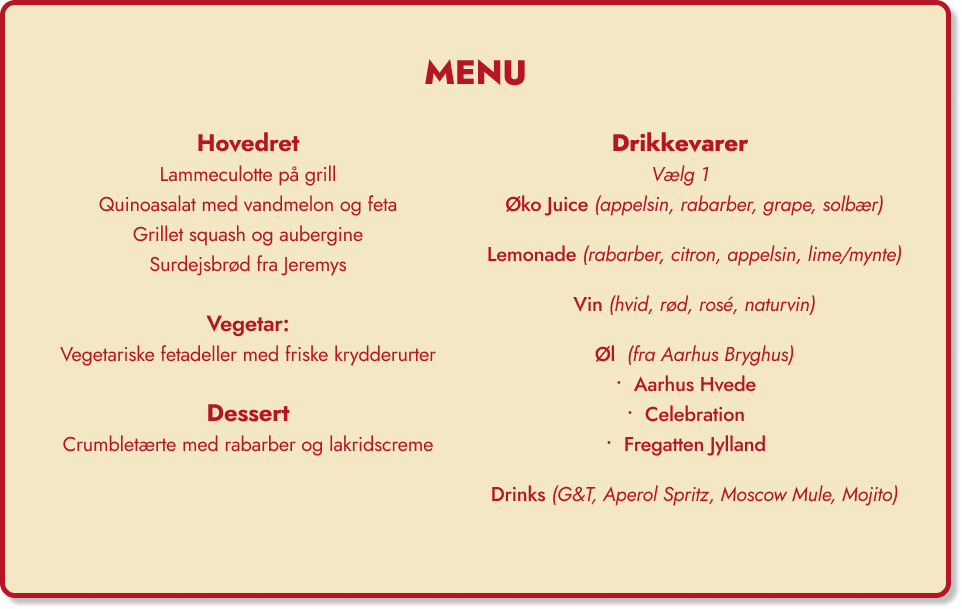 MENU
Hovedret
Lammeculotte på grill
Quinoasalat med vandmelon og feta
Grillet squash og aubergine
Surdejsbrød fra Jeremys
Vegetar:
Vegetariske fetadeller med friske krydderurter
Dessert
Crumbletærte med rabarber og lakridscreme
Drikkevarer
Vælg 1
Øko Juice (appelsin, rabarber, grape, solbær)
Lemonade (rabarber, citron, appelsin, lime/mynte)
Vin (hvid, rød, rosé, naturvin)
Øl (fra Aarhus Bryghus)
· Aarhus Hvede
· Celebration
· Fregatten Jylland
Drinks (G&T, Aperol Spritz, Moscow Mule, Mojito)